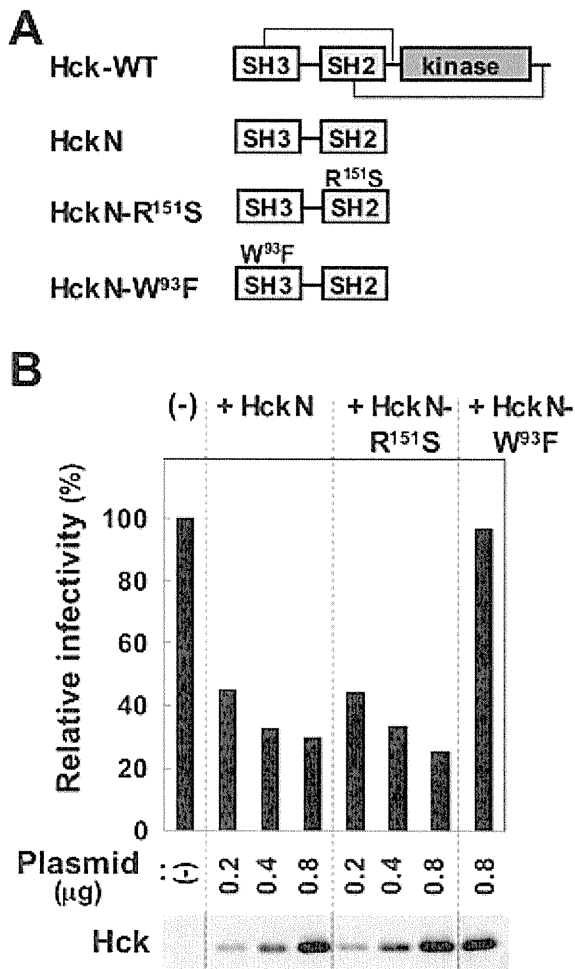 A
Hck-WT SH3 SH2 kinase
HckN SH3 SH2
R¹⁵¹S
HckN-R¹⁵¹S SH3 SH2
W⁹³F
HckN-W⁹³F SH3 SH2
B
(-) + HckN + HckN- + HckN-
R¹⁵¹S W⁹³F
Relative infectivity (%)
100
80
60
40
20
0
Plasmid : (-) 0.2 0.4 0.8 0.2 0.4 0.8 0.8
(μg)
Hck